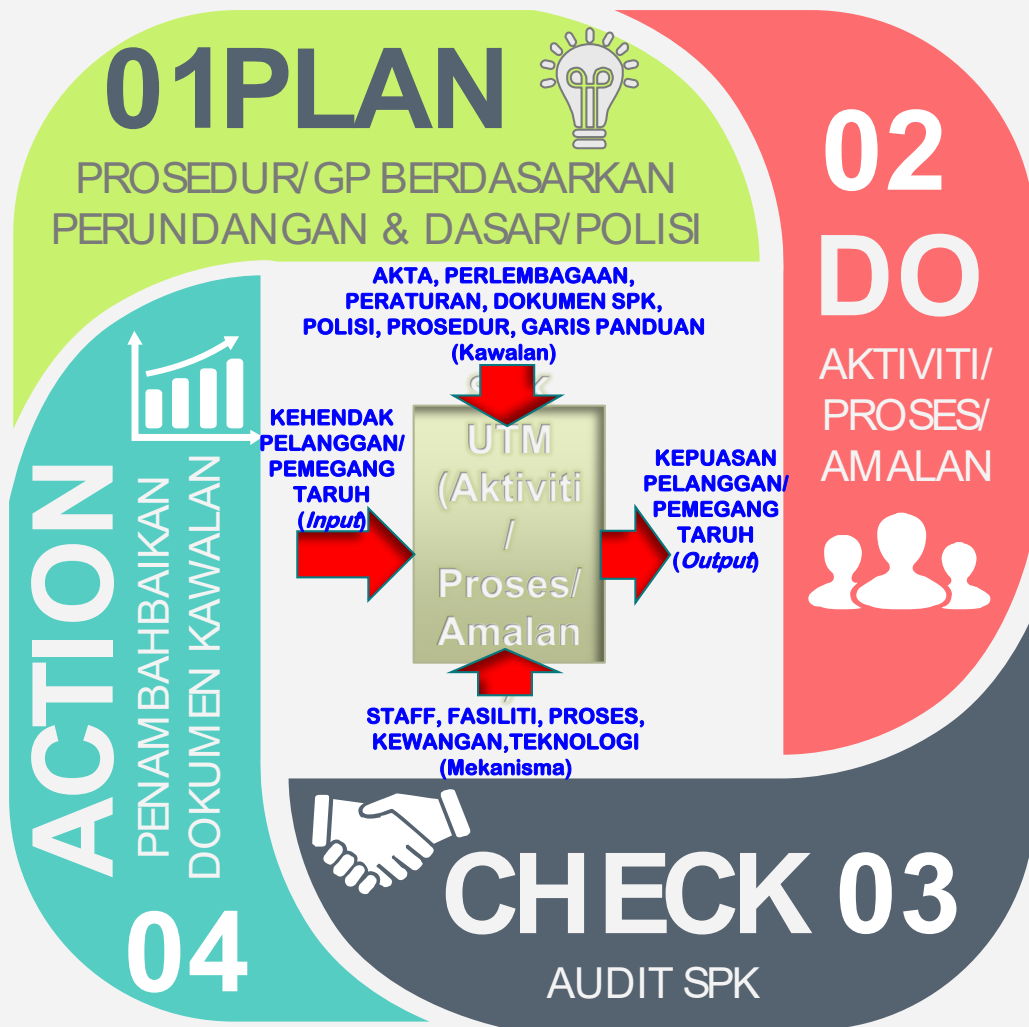 01 PLAN
PROSEDUR/ GP BERDASARKAN
PERUNDANGAN & DASAR/ POLISI
02
DO
AKTIVITI/
PROSES/
AMALAN
AKTA, PERLEMBAGAAN,
PERATURAN, DOKUMEN SPK,
POLISI, PROSEDUR, GARIS PANDUAN
(Kawalan)
KEHENDAK
PELANGGAN/
PEMEGANG
TARUH
(Input)
UTM
(Aktiviti
/
Proses/
Amalan
KEPUASAN
PELANGGAN/
PEMEGANG
TARUH
(Output)
STAFF, FASILITI, PROSES,
KEWANGAN,TEKNOLOGI
(Mekanisma)
CHECK 03
AUDIT SPK
ACTION
PENAMBAHBAIKAN
DOKUMEN KAWALAN
04